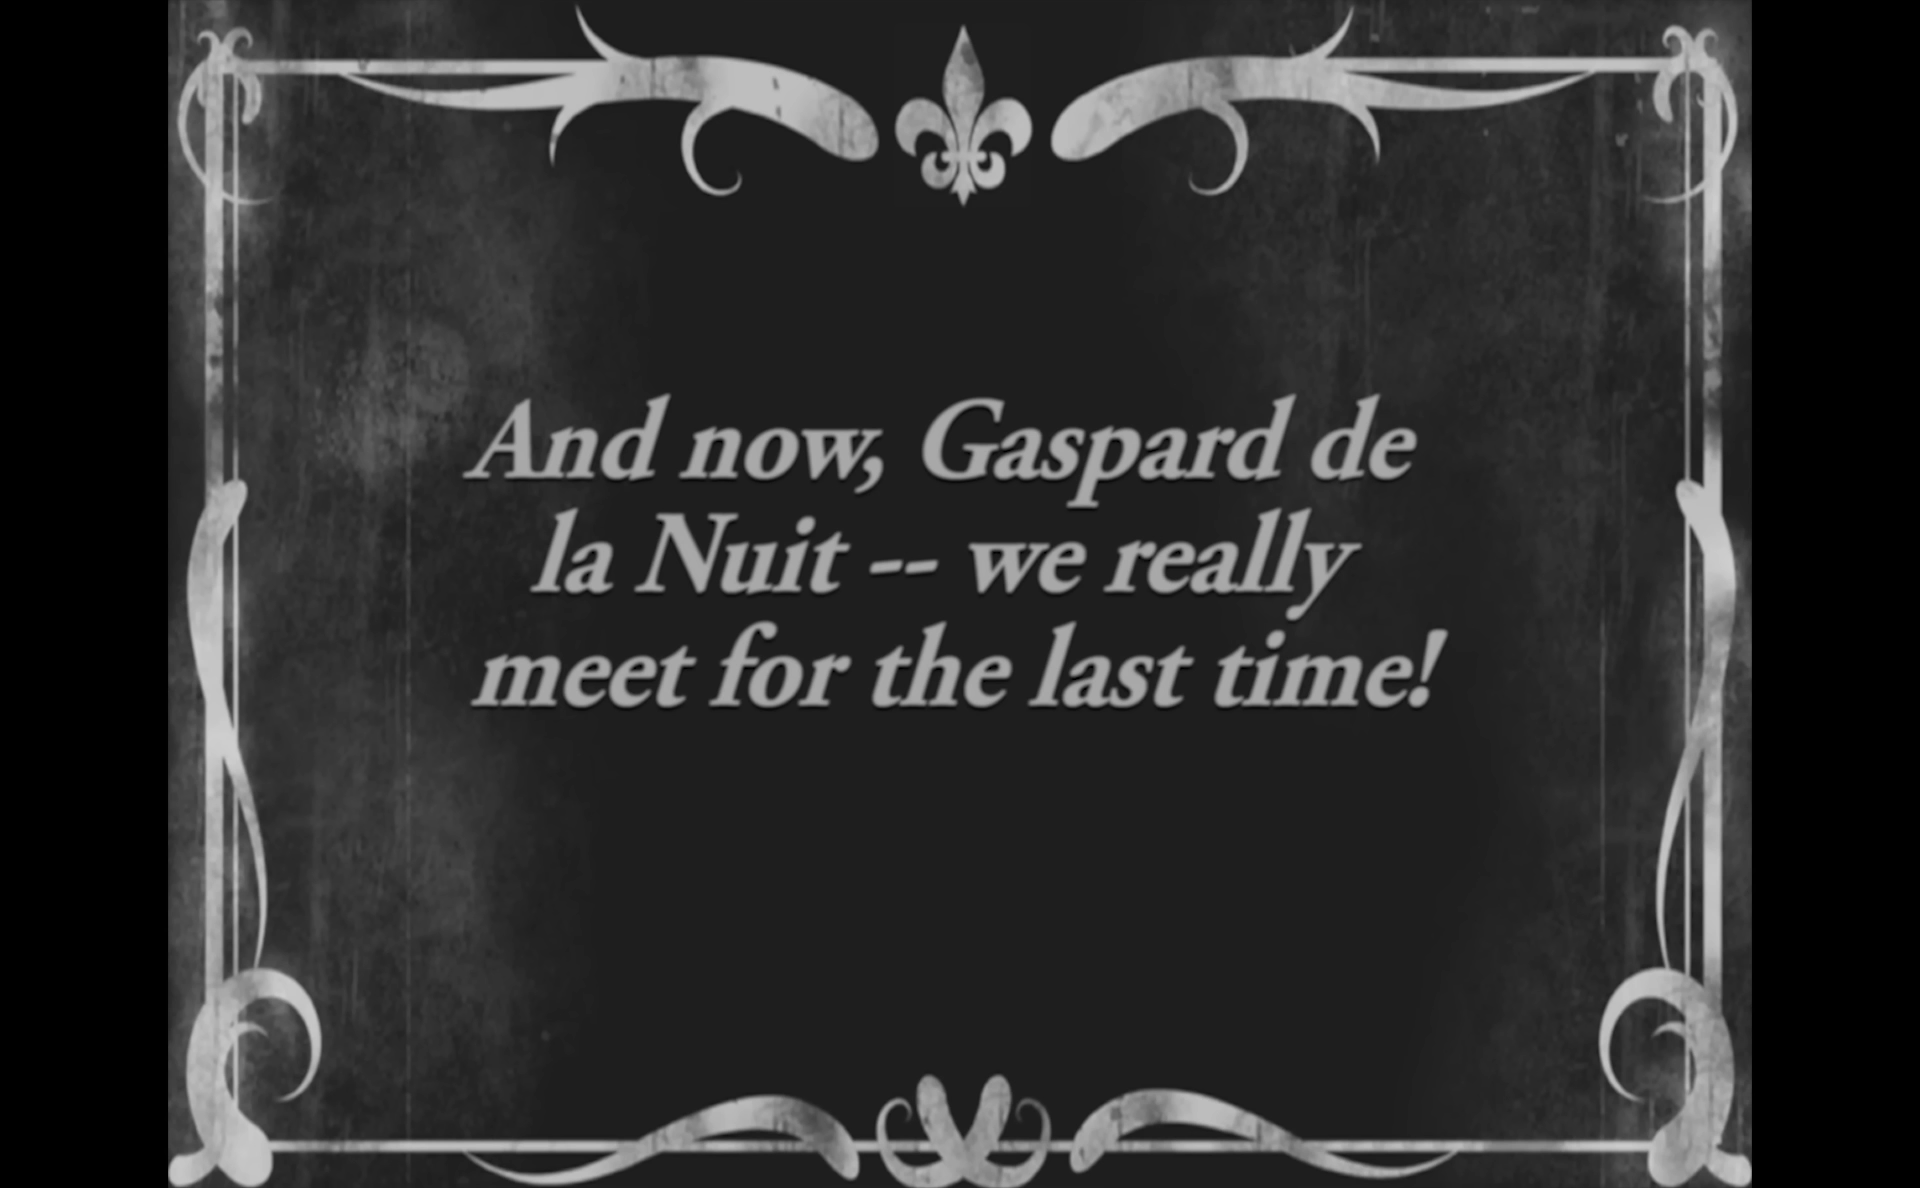 And now, Gaspard de
la Nuit -- we really
meet for the last time!